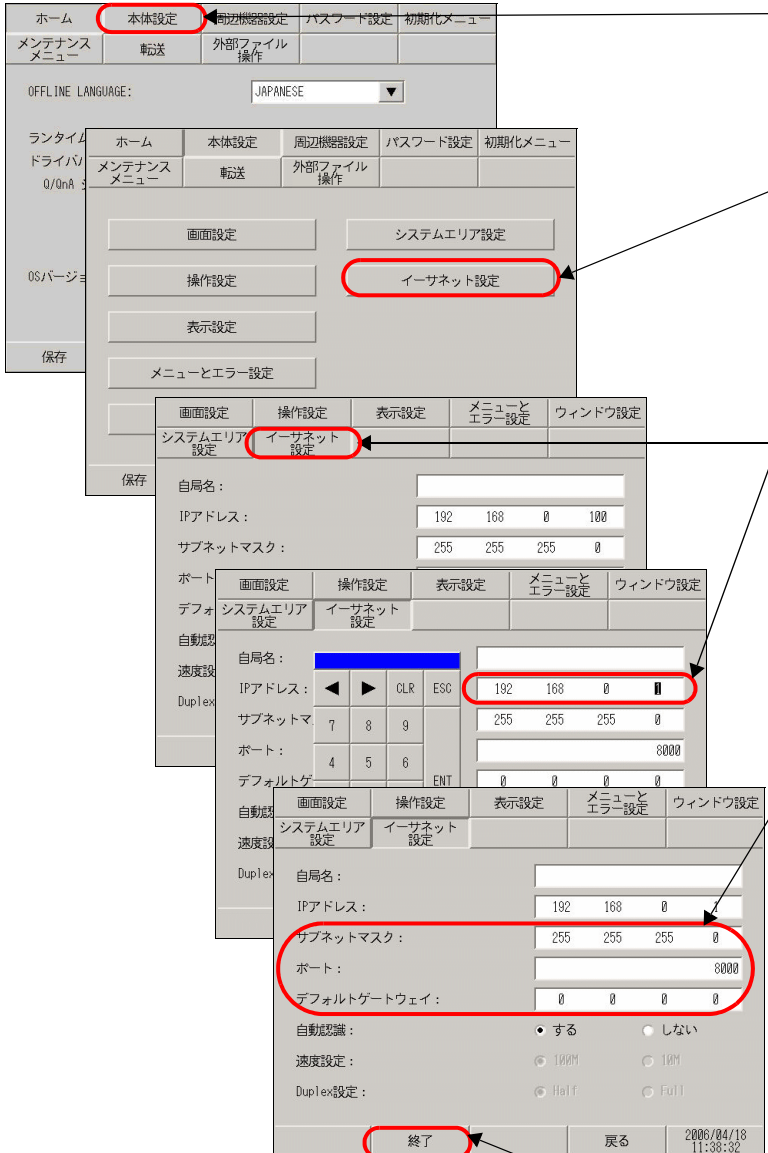 ホーム 本体設定 周辺機器設定 パスワード設定 初期化メニュー
メンテナンスメニュー 転送 外部ファイル操作
OFFLINE LANGUAGE: JAPANESE
ランタイム
ドライババ
Q/QnA
OSバージョ
保存
ホーム 本体設定 周辺機器設定 パスワード設定 初期化メニュー
メンテナンスメニュー 転送 外部ファイル操作
画面設定 システムエリア設定
操作設定 イーサネット設定
表示設定
メニューとエラー設定
保存
画面設定 操作設定 表示設定 メニューとエラー設定 ウィンドウ設定
システムエリア設定 イーサネット設定
自局名：
IPアドレス： 192 168 0 100
サブネットマスク： 255 255 255 0
ポート
デフォ
自動認
速度設
Duplex
画面設定 操作設定 表示設定 メニューとエラー設定 ウィンドウ設定
システムエリア設定 イーサネット設定
自局名：
IPアドレス： ◀ ▶ CLR ESC 192 168 0 1
サブネットマ 7 8 9 255 255 255 0
ポート： 8000
4 5 6
デフォルトゲ ENT 0 0 0 0
自動認
速度設
Duplex
画面設定 操作設定 表示設定 メニューとエラー設定 ウィンドウ設定
システムエリア設定 イーサネット設定
自局名：
IPアドレス： 192 168 0 1
サブネットマスク： 255 255 255 0
ポート： 8000
デフォルトゲートウェイ： 0 0 0 0
自動認識： する しない
速度設定： 100M 10M
Duplex設定： Half Full
終了 戻る 2006/04/18 11:38:32